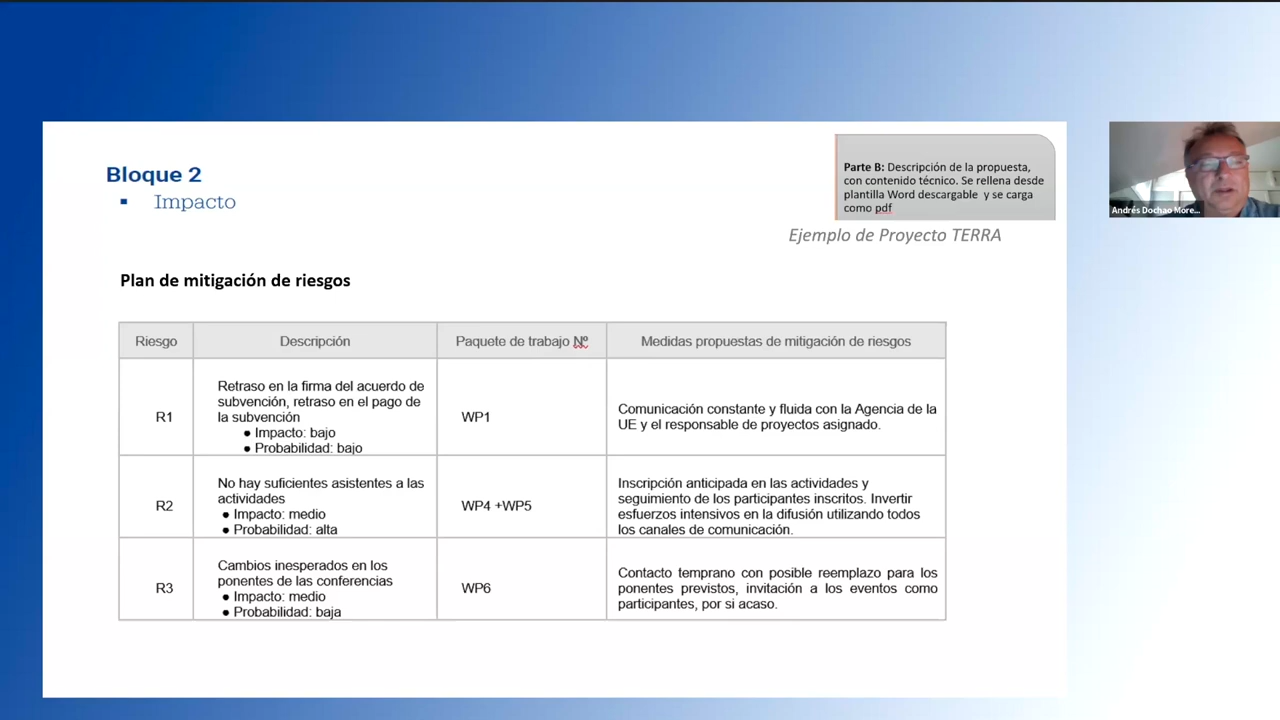 Bloque 2
▪ Impacto
Parte B: Descripción de la propuesta,
con contenido técnico. Se rellena desde
plantilla Word descargable y se carga
como pdf
Andrés Dochao More...
Ejemplo de Proyecto TERRA
Plan de mitigación de riesgos
Riesgo Descripción Paquete de trabajo Nº Medidas propuestas de mitigación de riesgos
R1
Retraso en la firma del acuerdo de
subvención, retraso en el pago de
la subvención
● Impacto: bajo
● Probabilidad: bajo
WP1
Comunicación constante y fluida con la Agencia de la
UE y el responsable de proyectos asignado.
R2
No hay suficientes asistentes a las
actividades
● Impacto: medio
● Probabilidad: alta
WP4 +WP5
Inscripción anticipada en las actividades y
seguimiento de los participantes inscritos. Invertir
esfuerzos intensivos en la difusión utilizando todos
los canales de comunicación.
R3
Cambios inesperados en los
ponentes de las conferencias
● Impacto: medio
● Probabilidad: baja
WP6
Contacto temprano con posible reemplazo para los
ponentes previstos, invitación a los eventos como
participantes, por si acaso.